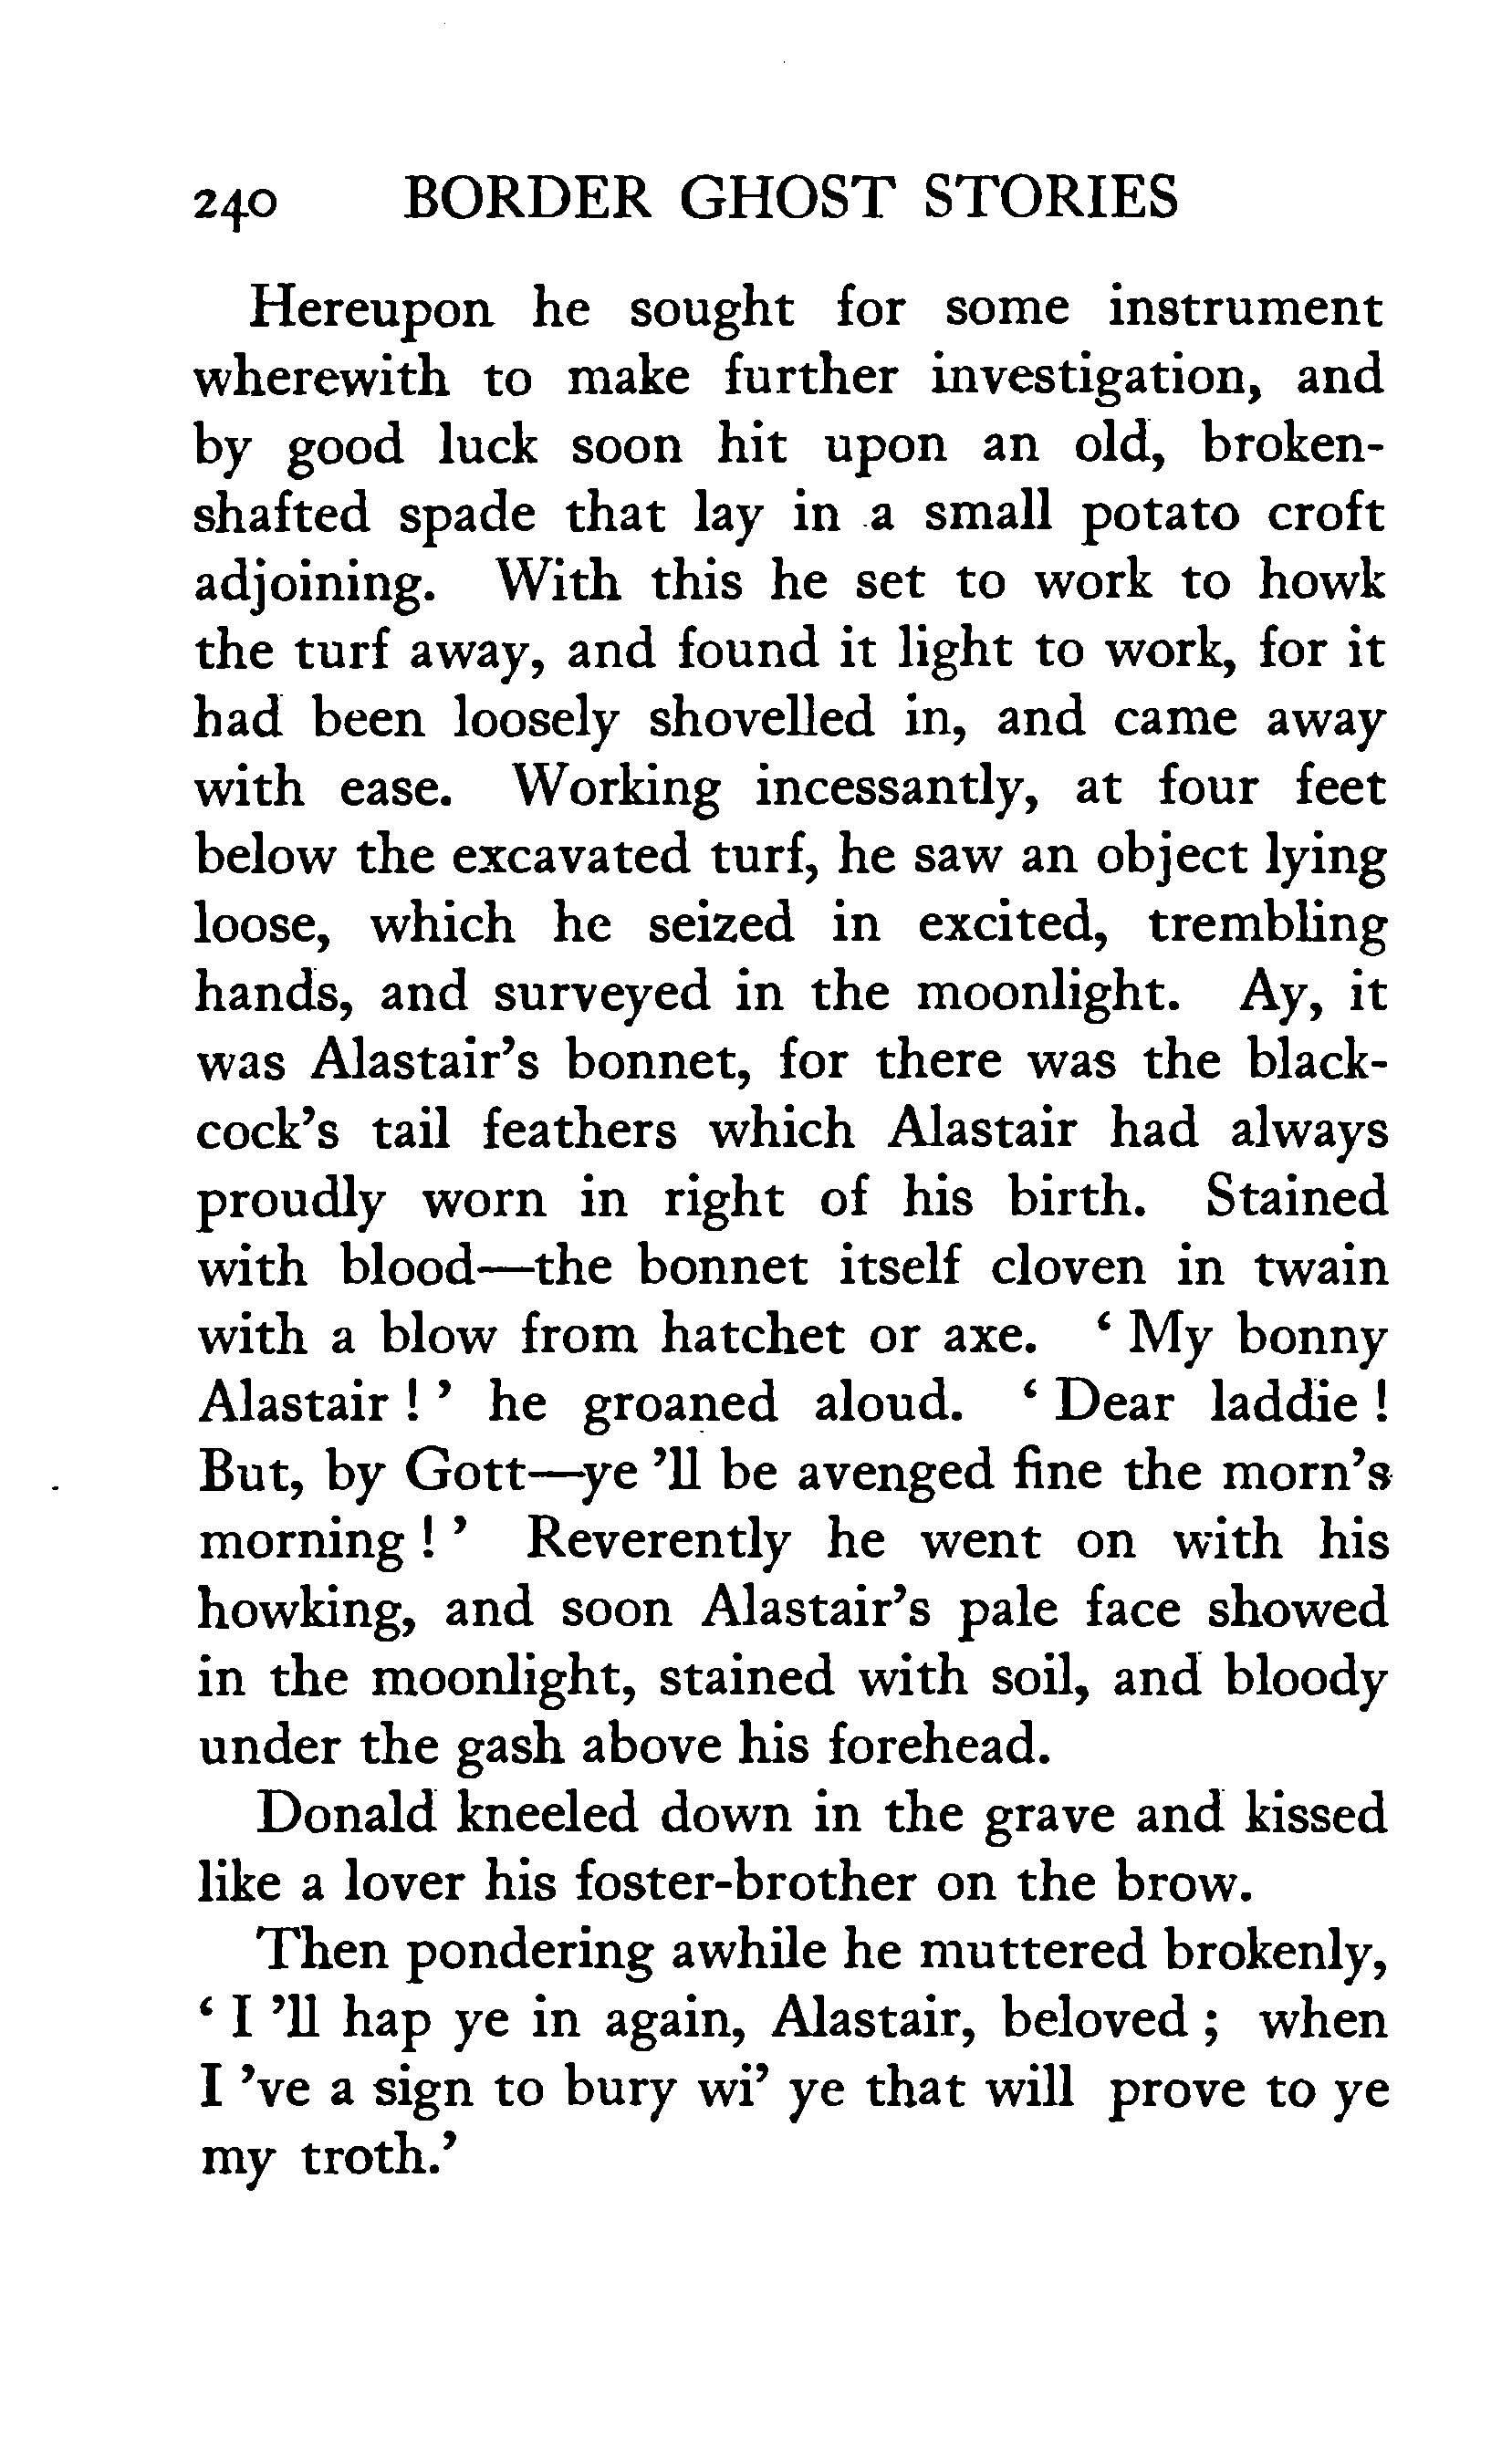 240 BORDER GHOST STORIES
Hereupon he sought for some instrument
wherewith to make further investigation, and
by good luck soon hit upon an old, broken-
shafted spade that lay in a small potato croft
adjoining. With this he set to work to howk
the turf away, and found it light to work, for it
had been loosely shovelled in, and came away
with ease. Working incessantly, at four feet
below the excavated turf, he saw an object lying
loose, which he seized in excited, trembling
hands, and surveyed in the moonlight. Ay, it
was Alastair’s bonnet, for there was the black-
cock’s tail feathers which Alastair had always
proudly worn in right of his birth. Stained
with blood—the bonnet itself cloven in twain
with a blow from hatchet or axe. ‘ My bonny
Alastair ! ’ he groaned aloud. ‘ Dear laddie !
But, by Gott—ye ’ll be avenged fine the morn’s
morning ! ’ Reverently he went on with his
howking, and soon Alastair’s pale face showed
in the moonlight, stained with soil, and bloody
under the gash above his forehead.
Donald kneeled down in the grave and kissed
like a lover his foster-brother on the brow.
Then pondering awhile he muttered brokenly,
‘ I ’ll hap ye in again, Alastair, beloved ; when
I ’ve a sign to bury wi’ ye that will prove to ye
my troth.’